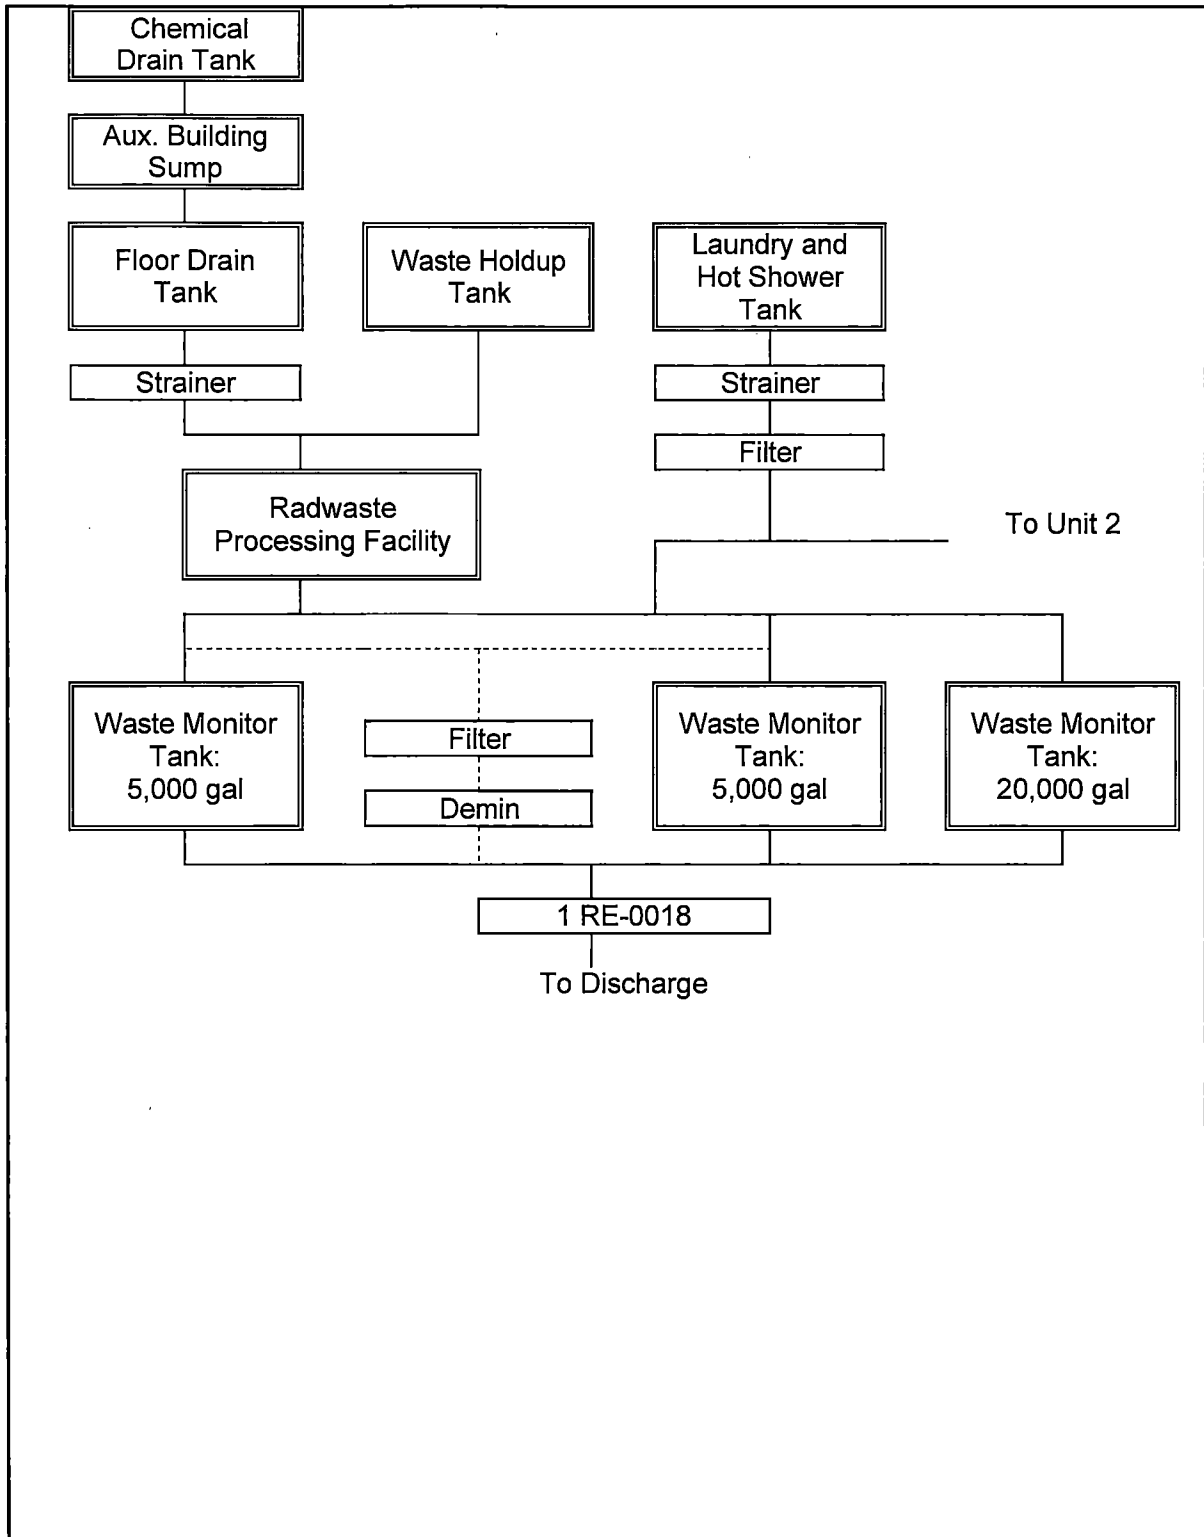 Chemical
Drain Tank
Aux. Building
Sump
Floor Drain
Tank
Waste Holdup
Tank
Laundry and
Hot Shower
Tank
Strainer
Strainer
Filter
Radwaste
Processing Facility
To Unit 2
Waste Monitor
Tank:
5,000 gal
Filter
Demin
Waste Monitor
Tank:
5,000 gal
Waste Monitor
Tank:
20,000 gal
1 RE-0018
To Discharge